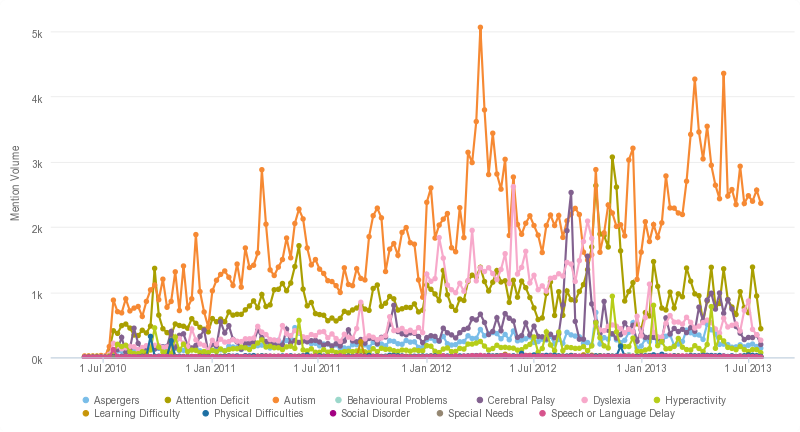 5k
4k
3k
2k
1k
0k
Mention Volume
1 Jul 2010
1 Jan 2011
1 Jul 2011
1 Jan 2012
1 Jul 2012
1 Jan 2013
1 Jul 2013
Aspergers Attention Deficit Autism Behavioural Problems Cerebral Palsy Dyslexia Hyperactivity
Learning Difficulty Physical Difficulties Social Disorder Special Needs Speech or Language Delay